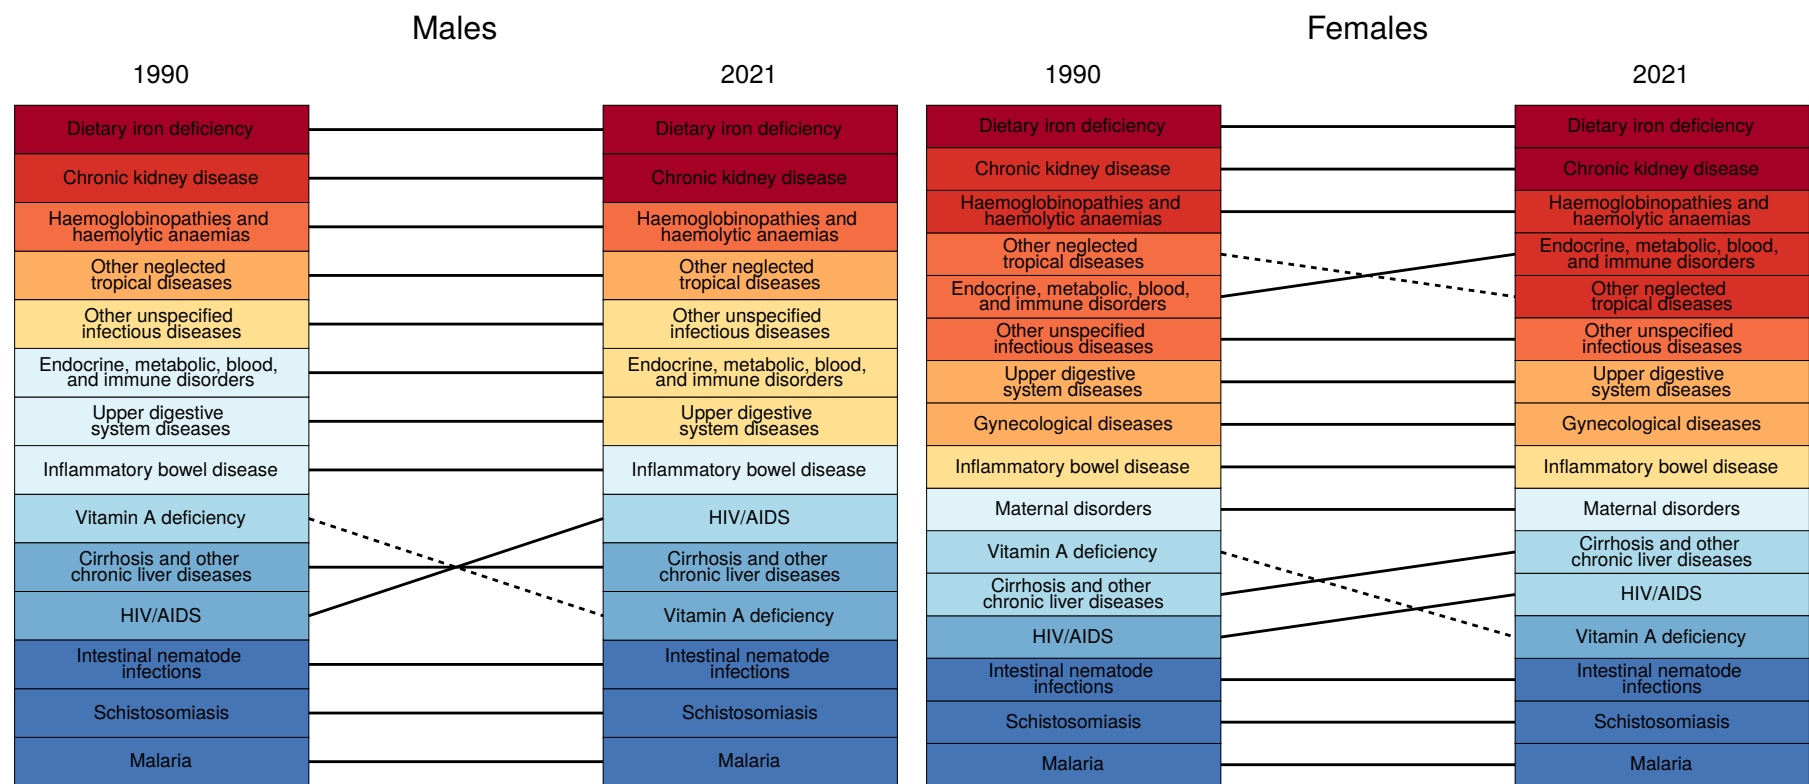 Males
1990
Dietary iron deficiency
Chronic kidney disease
Haemoglobinopathies and
haemolytic anaemias
Other neglected
tropical diseases
Other unspecified
infectious diseases
Endocrine, metabolic, blood,
and immune disorders
Upper digestive
system diseases
Inflammatory bowel disease
Vitamin A deficiency
Cirrhosis and other
chronic liver diseases
HIV/AIDS
Intestinal nematode
infections
Schistosomiasis
Malaria
2021
Dietary iron deficiency
Chronic kidney disease
Haemoglobinopathies and
haemolytic anaemias
Other neglected
tropical diseases
Other unspecified
infectious diseases
Endocrine, metabolic, blood,
and immune disorders
Upper digestive
system diseases
Inflammatory bowel disease
HIV/AIDS
Cirrhosis and other
chronic liver diseases
Vitamin A deficiency
Intestinal nematode
infections
Schistosomiasis
Malaria
Females
1990
Dietary iron deficiency
Chronic kidney disease
Haemoglobinopathies and
haemolytic anaemias
Other neglected
tropical diseases
Endocrine, metabolic, blood,
and immune disorders
Other unspecified
infectious diseases
Upper digestive
system diseases
Gynecological diseases
Inflammatory bowel disease
Maternal disorders
Vitamin A deficiency
Cirrhosis and other
chronic liver diseases
HIV/AIDS
Intestinal nematode
infections
Schistosomiasis
Malaria
2021
Dietary iron deficiency
Chronic kidney disease
Haemoglobinopathies and
haemolytic anaemias
Endocrine, metabolic, blood,
and immune disorders
Other neglected
tropical diseases
Other unspecified
infectious diseases
Upper digestive
system diseases
Gynecological diseases
Inflammatory bowel disease
Maternal disorders
Cirrhosis and other
chronic liver diseases
HIV/AIDS
Vitamin A deficiency
Intestinal nematode
infections
Schistosomiasis
Malaria